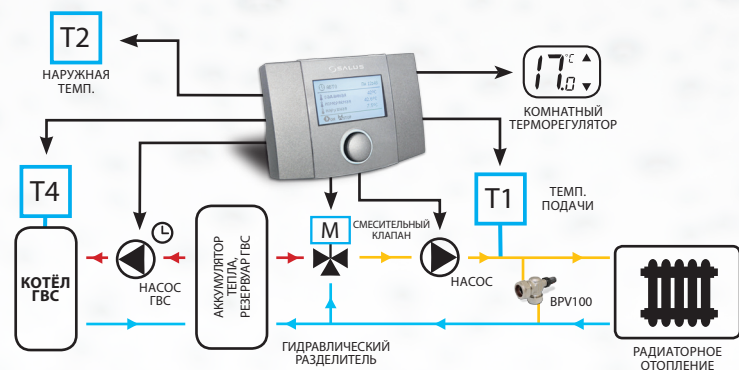 T2
НАРУЖНАЯ
ТЕМП.
SALUS
17.0 °C
КОМНАТНЫЙ
ТЕРМОРЕГУЛЯТОР
T4
T1
ТЕМП.
ПОДАЧИ
M
СМЕСИТЕЛЬНЫЙ
КЛАПАН
КОТЁЛ
ГВС
НАСОС
ГВС
АККУМУЛЯТОР
ТЕПЛА,
РЕЗЕРВУАР ГВС
НАСОС
BPV100
ГИДРАВЛИЧЕСКИЙ
РАЗДЕЛИТЕЛЬ
РАДИАТОРНОЕ
ОТОПЛЕНИЕ